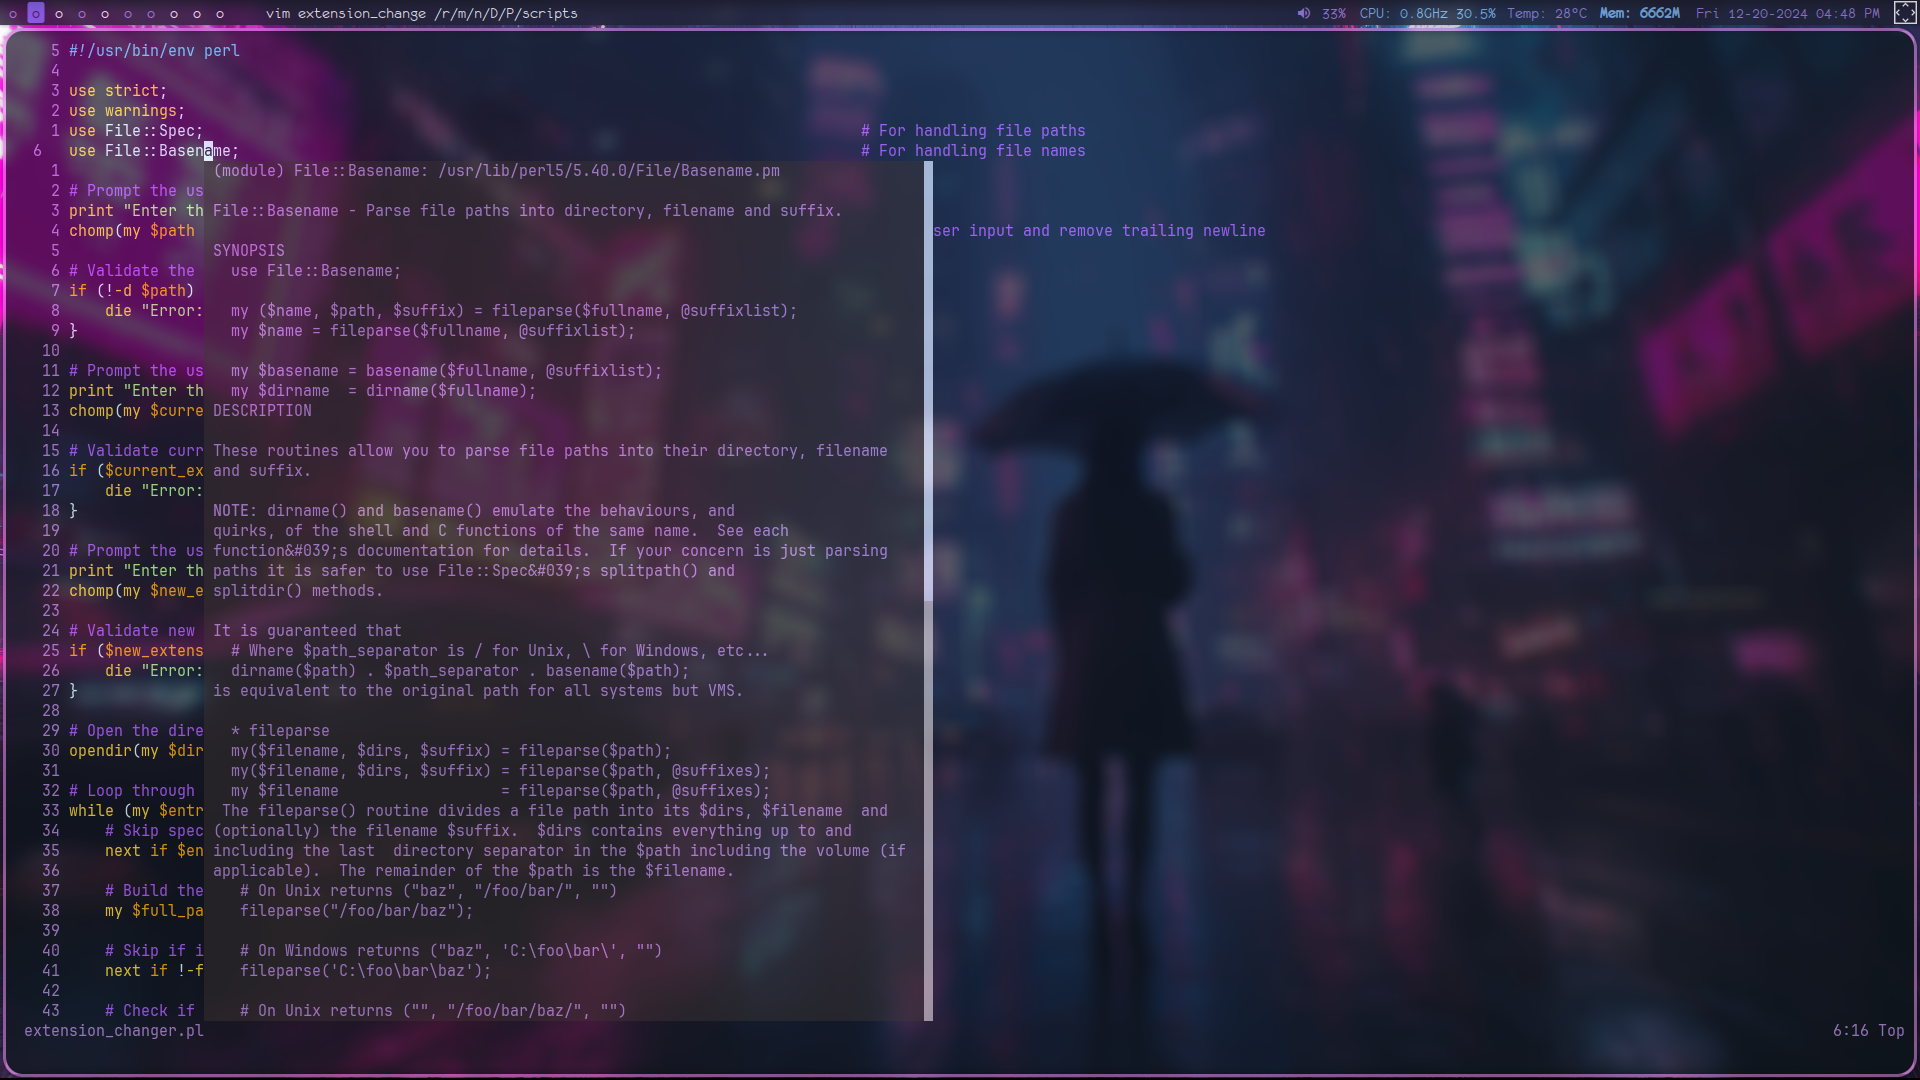 vim extension_change /r/m/n/D/P/scripts
33% CPU: 0.8GHz 30.5% Temp: 28°C Mem: 6662M Fri 12-20-2024 04:48 PM
5 #!/usr/bin/env perl
4
3 use strict;
2 use warnings;
1 use File::Spec; # For handling file paths
6 use File::Basename; # For handling file names
1 (module) File::Basename: /usr/lib/perl5/5.40.0/File/Basename.pm
2 # Prompt the us
3 print "Enter th File::Basename - Parse file paths into directory, filename and suffix.
4 chomp(my $path ser input and remove trailing newline
5 SYNOPSIS
6 # Validate the use File::Basename;
7 if (!-d $path)
8 die "Error: my ($name, $path, $suffix) = fileparse($fullname, @suffixlist);
9 } my $name = fileparse($fullname, @suffixlist);
10
11 # Prompt the us my $basename = basename($fullname, @suffixlist);
12 print "Enter th my $dirname  = dirname($fullname);
13 chomp(my $curre DESCRIPTION
14
15 # Validate curr These routines allow you to parse file paths into their directory, filename
16 if ($current_ex and suffix.
17 die "Error:
18 } NOTE: dirname() and basename() emulate the behaviours, and
19 quirks, of the shell and C functions of the same name.  See each
20 # Prompt the us function&#039;s documentation for details.  If your concern is just parsing
21 print "Enter th paths it is safer to use File::Spec&#039;s splitpath() and
22 chomp(my $new_e splitdir() methods.
23
24 # Validate new It is guaranteed that
25 if ($new_extens # Where $path_separator is / for Unix, \ for Windows, etc...
26 die "Error: dirname($path) . $path_separator . basename($path);
27 } is equivalent to the original path for all systems but VMS.
28
29 # Open the dire * fileparse
30 opendir(my $dir my($filename, $dirs, $suffix) = fileparse($path);
31 my($filename, $dirs, $suffix) = fileparse($path, @suffixes);
32 # Loop through my $filename = fileparse($path, @suffixes);
33 while (my $entr The fileparse() routine divides a file path into its $dirs, $filename  and
34 # Skip spec (optionally) the filename $suffix.  $dirs contains everything up to and
35 next if $en including the last  directory separator in the $path including the volume (if
36 applicable).  The remainder of the $path is the $filename.
37 # Build the # On Unix returns ("baz", "/foo/bar/", "")
38 my $full_pa fileparse("/foo/bar/baz");
39
40 # Skip if i # On Windows returns ("baz", 'C:\foo\bar\', "")
41 next if !-f fileparse('C:\foo\bar\baz');
42
43 # Check if # On Unix returns ("", "/foo/bar/baz/", "")
extension_changer.pl 6:16 Top